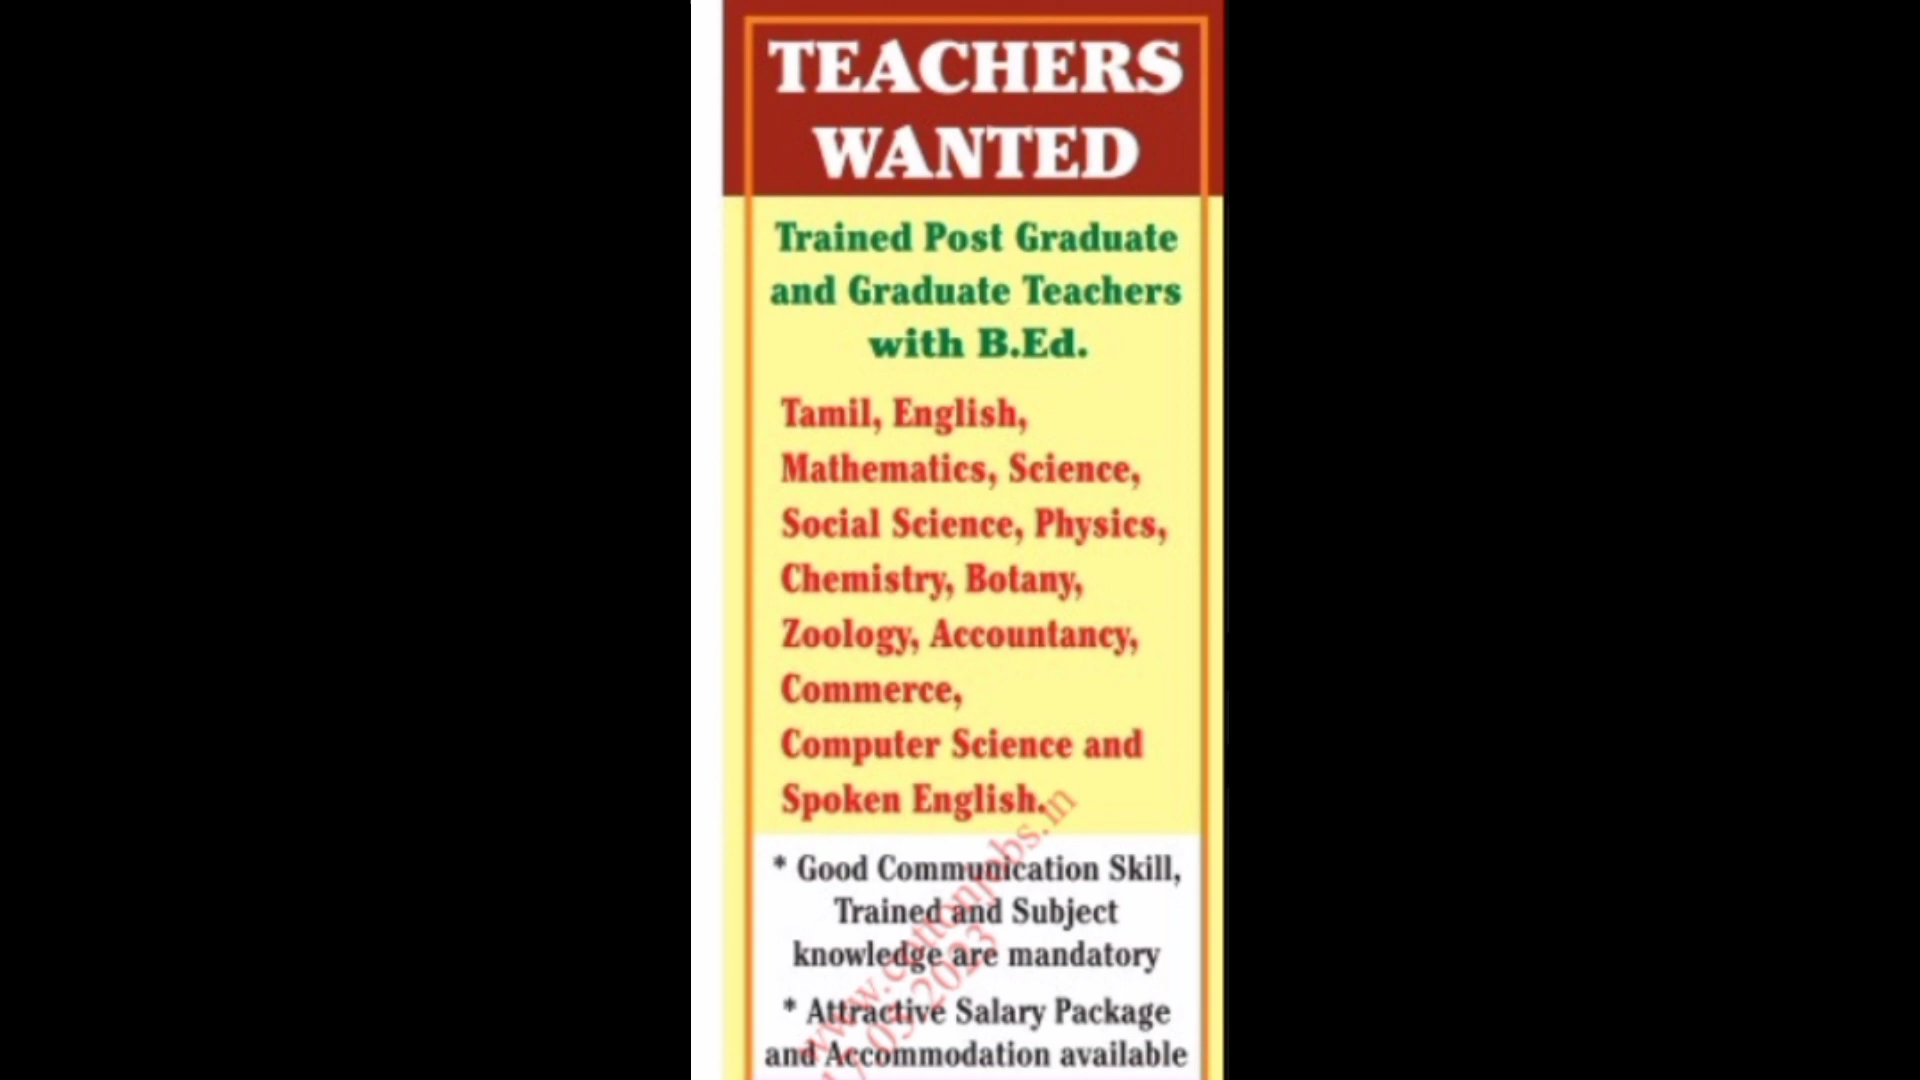 TEACHERS
WANTED
Trained Post Graduate
and Graduate Teachers
with B.Ed.
Tamil, English,
Mathematics, Science,
Social Science, Physics,
Chemistry, Botany,
Zoology, Accountancy,
Commerce,
Computer Science and
Spoken English.
* Good Communication Skill,
Trained and Subject
knowledge are mandatory
* Attractive Salary Package
and Accommodation available